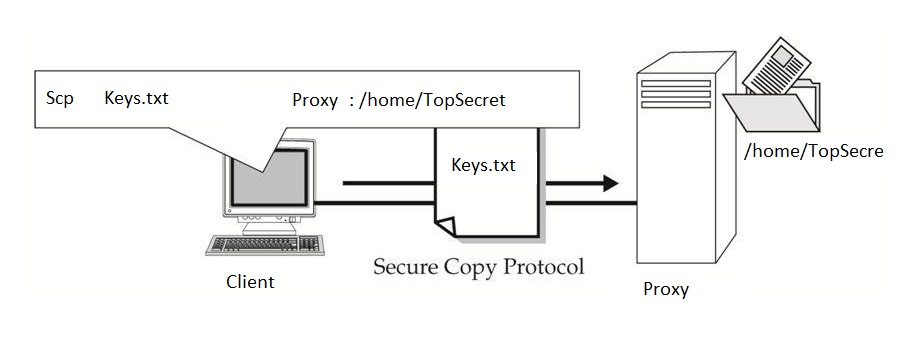 Scp Keys.txt Proxy : /home/TopSecret
Keys.txt
/home/TopSecre
Secure Copy Protocol
Client
Proxy